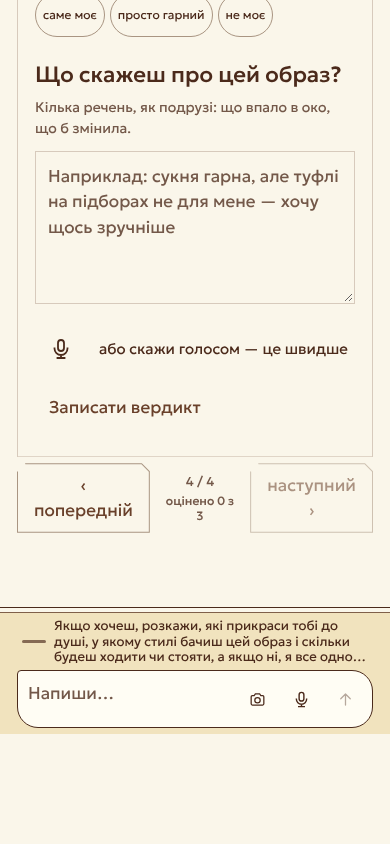 саме моє
просто гарний
не моє
Що скажеш про цей образ?
Кілька речень, як подрузі: що впало в око,
що б змінила.
Наприклад: сукня гарна, але туфлі
на підборах не для мене — хочу
щось зручніше
або скажи голосом — це швидше
Записати вердикт
‹
попередній
4 / 4
оцінено 0 з
3
наступний
›
Якщо хочеш, розкажи, які прикраси тобі до
душі, у якому стилі бачиш цей образ і скільки
будеш ходити чи стояти, а якщо ні, я все одно…
Напиши…